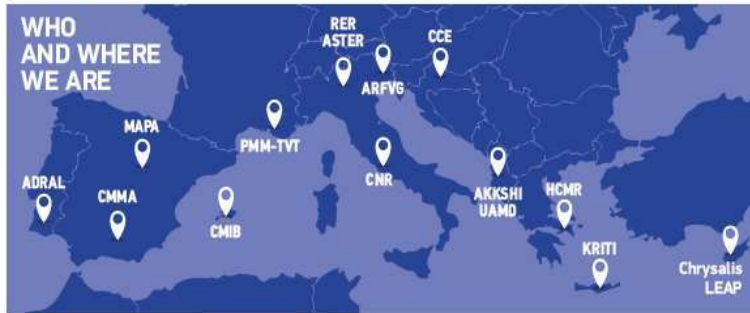 WHO
AND WHERE
WE ARE
RER
ASTER
ARFVG
CCE
MAPA
PMM-TVT
ADRAL
CMMA
CMIB
CNR
AKKSHI
UAMD
HCMR
KRITI
Chrysalis
LEAP